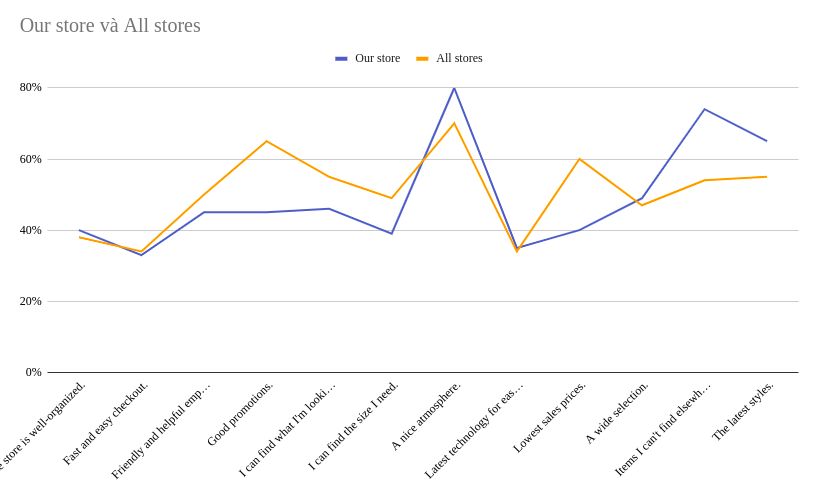 Our store và All stores
Our store
All stores
80%
60%
40%
20%
0%
store is well-organized.
Fast and easy checkout.
Friendly and helpful emp…
Good promotions.
I can find what I'm looki…
I can find the size I need.
A nice atmosphere.
Latest technology for eas…
Lowest sales prices.
A wide selection.
Items I can't find elsewh…
The latest styles.